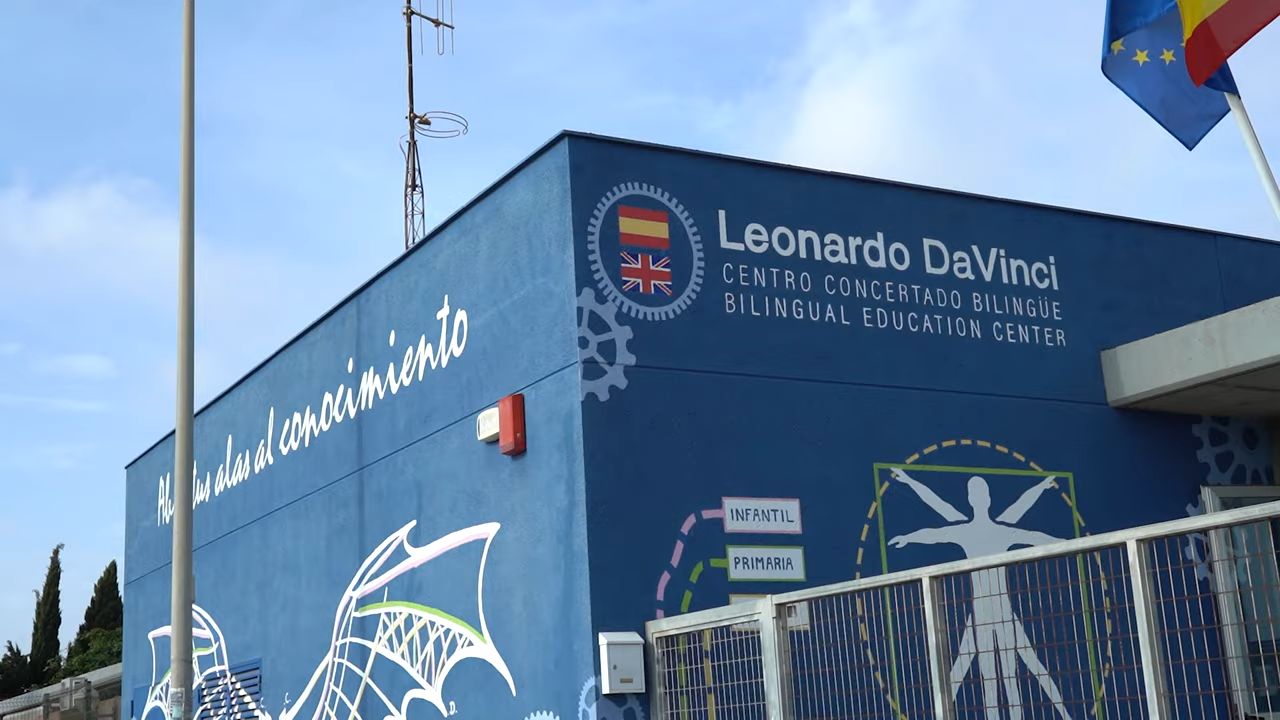 Leonardo DaVinci
CENTRO CONCERTADO BILINGÜE
BILINGUAL EDUCATION CENTER
alas al conocimiento
INFANTIL
PRIMARIA